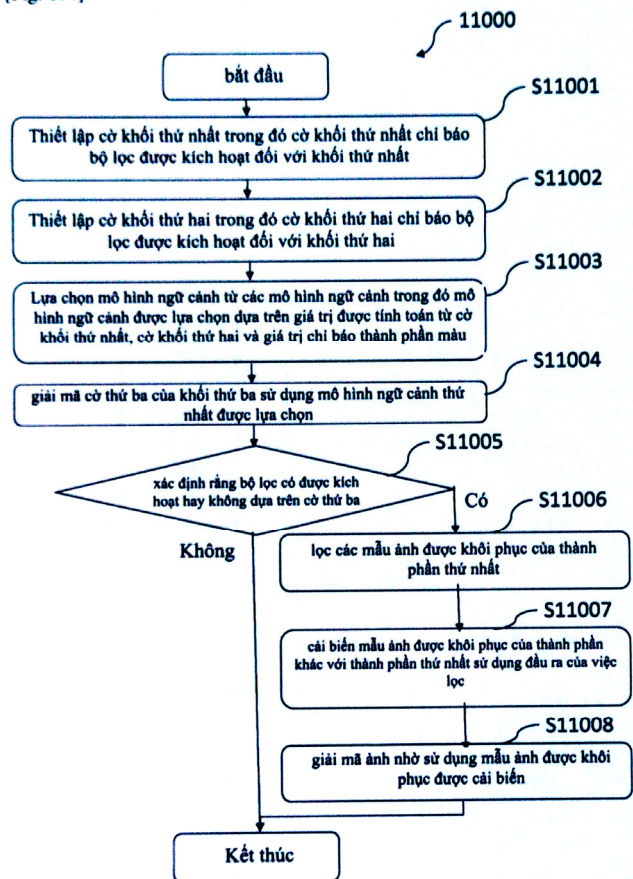 11000
bắt đầu
S11001
Thiết lập cờ khối thứ nhất trong đó cờ khối thứ nhất chỉ báo
bộ lọc được kích hoạt đối với khối thứ nhất
S11002
Thiết lập cờ khối thứ hai trong đó cờ khối thứ hai chỉ báo bộ
lọc được kích hoạt đối với khối thứ hai
S11003
Lựa chọn mô hình ngữ cảnh từ các mô hình ngữ cảnh trong đó mô
hình ngữ cảnh được lựa chọn dựa trên giá trị được tính toán từ cờ
khối thứ nhất, cờ khối thứ hai và giá trị chỉ báo thành phần màu
S11004
giải mã cờ thứ ba của khối thứ ba sử dụng mô hình ngữ cảnh thứ
nhất được lựa chọn
S11005
xác định rằng bộ lọc có được kích
hoạt hay không dựa trên cờ thứ ba
Có
S11006
Không
lọc các mẫu ảnh được khôi phục của thành
phần thứ nhất
S11007
cải biến mẫu ảnh được khôi phục của thành phần
khác với thành phần thứ nhất sử dụng đầu ra của việc
lọc
S11008
giải mã ảnh nhờ sử dụng mẫu ảnh được khôi
phục được cải biến
Kết thúc